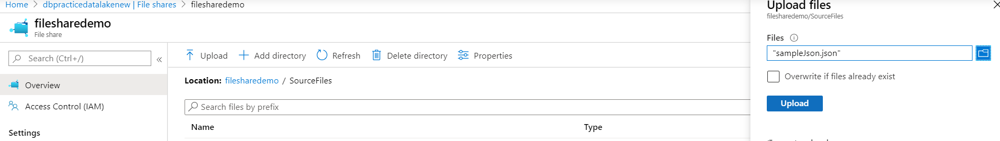 Home > dbpracticedatalakenew | File shares > filesharedemo
filesharedemo
File share
Search (Ctrl+/)
«
Overview
Access Control (IAM)
Settings
Upload
Add directory
Refresh
Delete directory
Properties
Location: filesharedemo / SourceFiles
Search files by prefix
Name Type
Upload files
filesharedemo/SourceFiles
Files
"sampleJson.json"
Overwrite if files already exist
Upload